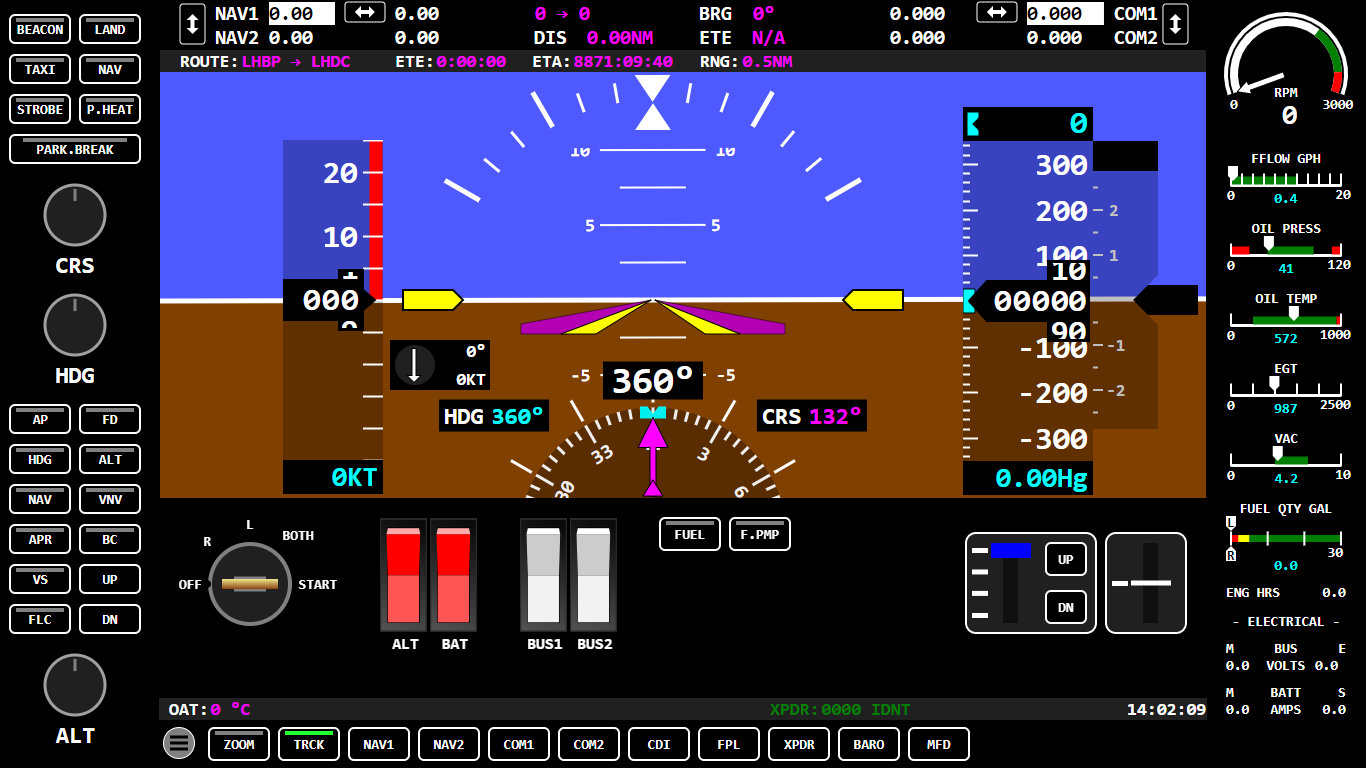 BEACON LAND
TAXI NAV
STROBE P.HEAT
PARK.BREAK
CRS
HDG
AP FD
HDG ALT
NAV VNV
APR BC
VS UP
FLC DN
ALT
NAV1 0.00 0.00 0 → 0 BRG 0° 0.000 0.000 COM1
NAV2 0.00 0.00 DIS 0.00NM ETE N/A 0.000 0.000 COM2
ROUTE:LHBP → LHDC ETE:0:00:00 ETA:8871:09:40 RNG:0.5NM
20
10
000
0KT
0°
0KT
10 10
5 5
-5 -5
360°
HDG 360° CRS 132°
33 3
30 6
0
300
200
100
10
00000
90
-100
-200
-300
0.00Hg
2
1
-1
-2
L
R BOTH
OFF START
ALT BAT BUS1 BUS2
FUEL F.PMP
UP
DN
OAT:0 °C XPDR:0000 IDNT 14:02:09
ZOOM TRCK NAV1 NAV2 COM1 COM2 CDI FPL XPDR BARO MFD
RPM
0 0 3000
FFLOW GPH
0 0.4 20
OIL PRESS
0 41 120
OIL TEMP
0 572 1000
EGT
0 987 2500
VAC
0 4.2 10
FUEL QTY GAL
L
R 0.0 30
ENG HRS 0.0
- ELECTRICAL -
M BUS E
0.0 VOLTS 0.0
M BATT S
0.0 AMPS 0.0